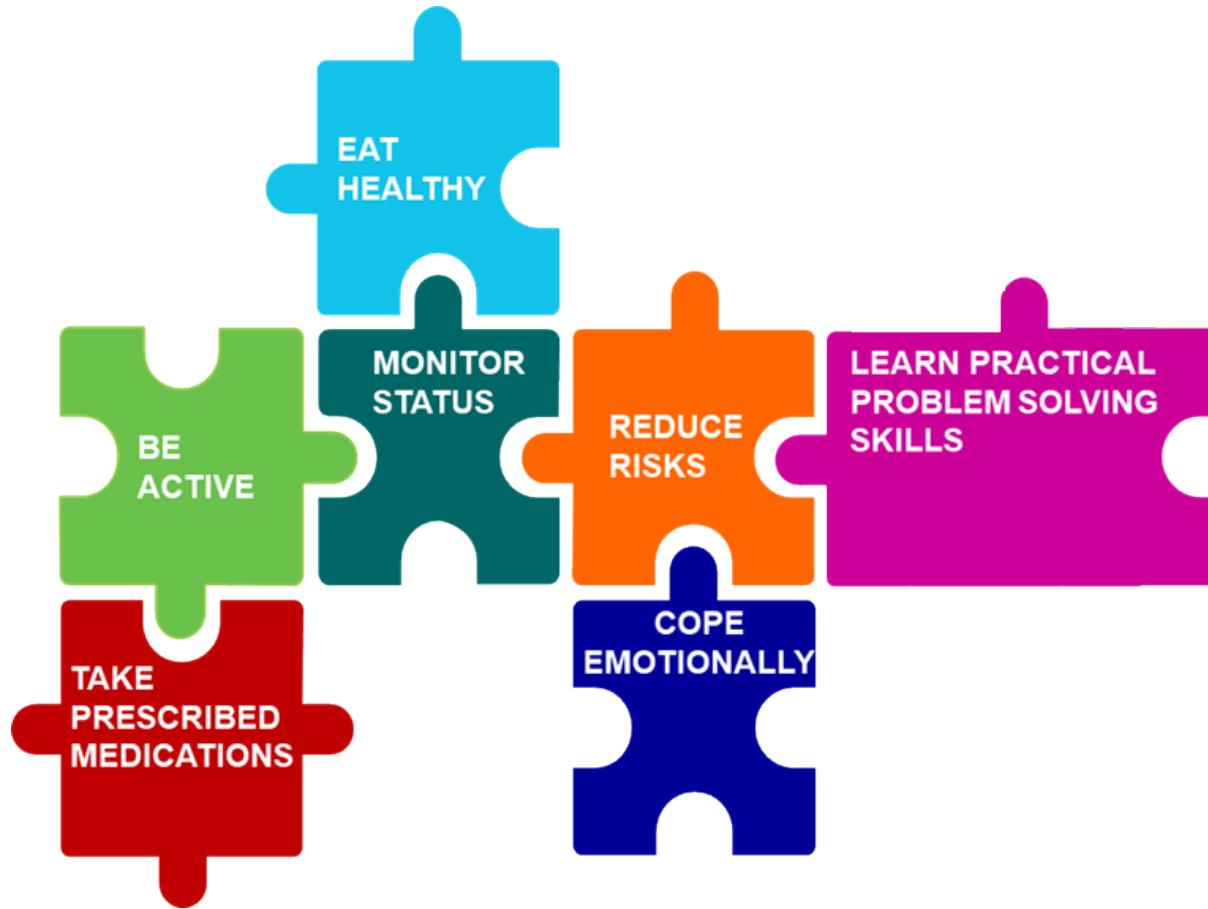 EAT
HEALTHY
MONITOR
STATUS
BE
ACTIVE
REDUCE
RISKS
LEARN PRACTICAL
PROBLEM SOLVING
SKILLS
TAKE
PRESCRIBED
MEDICATIONS
COPE
EMOTIONALLY